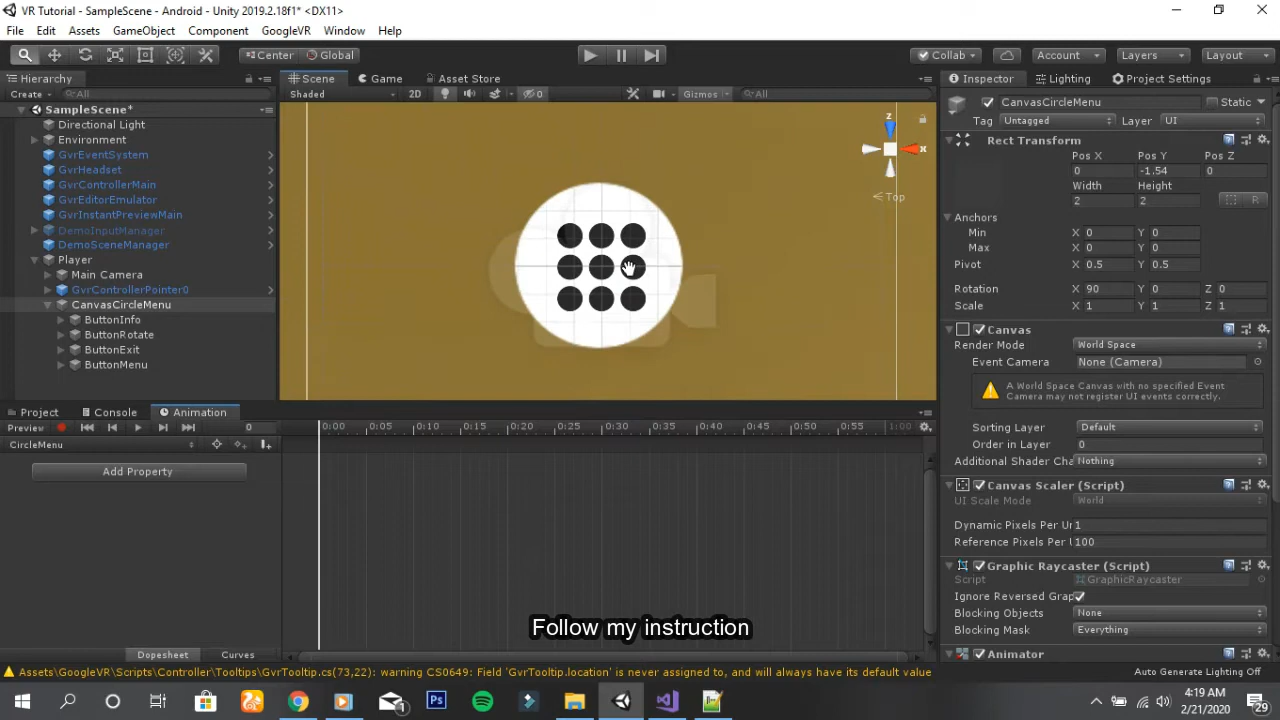 VR Tutorial - SampleScene - Android - Unity 2019.2.18f1* <DX11>
File Edit Assets GameObject Component GoogleVR Window Help
Center Global Collab Account Layers Layout
Hierarchy Scene Game Asset Store Inspector Lighting Project Settings
Create All Shaded 2D 0 Gizmos All
SampleScene*
Directional Light
Environment
GvrEventSystem
GvrHeadset
GvrControllerMain
GvrEditorEmulator
GvrInstantPreviewMain
DemoInputManager
DemoSceneManager
Player
Main Camera
GvrControllerPointer0
CanvasCircleMenu
ButtonInfo
ButtonRotate
ButtonExit
ButtonMenu
z
x
Top
CanvasCircleMenu Static
Tag Untagged Layer UI
Rect Transform
Pos X Pos Y Pos Z
0 -1.54 0
Width Height
2 2 R
Anchors
Min X 0 Y 0
Max X 0 Y 0
Pivot X 0.5 Y 0.5
Rotation X 90 Y 0 Z 0
Scale X 1 Y 1 Z 1
Canvas
Render Mode World Space
Event Camera None (Camera)
A World Space Canvas with no specified Event
Camera may not register UI events correctly.
Sorting Layer Default
Order in Layer 0
Additional Shader Cha Nothing
Canvas Scaler (Script)
UI Scale Mode World
Dynamic Pixels Per Un 1
Reference Pixels Per U 100
Graphic Raycaster (Script)
Script GraphicRaycaster
Ignore Reversed Grap
Blocking Objects None
Blocking Mask Everything
Animator
Project Console Animation
Preview 0 0:00 0:05 0:10 0:15 0:20 0:25 0:30 0:35 0:40 0:45 0:50 0:55 1:00
CircleMenu
Add Property
Follow my instruction
Dopesheet Curves
Assets\GoogleVR\Scripts\Controller\Tooltips\GvrTooltip.cs(73,22): warning CS0649: Field 'GvrTooltip.location' is never assigned to, and will always have its default value
Auto Generate Lighting Off
4:19 AM
2/21/2020
29